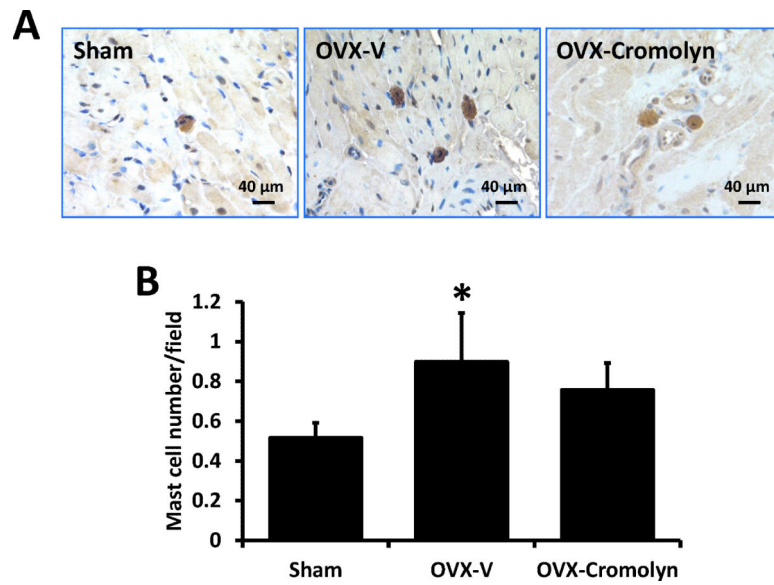 A
Sham
OVX-V
OVX-Cromolyn
40 µm
40 µm
40 µm
B
*
Mast cell number/field
1.2
1
0.8
0.6
0.4
0.2
0
Sham
OVX-V
OVX-Cromolyn